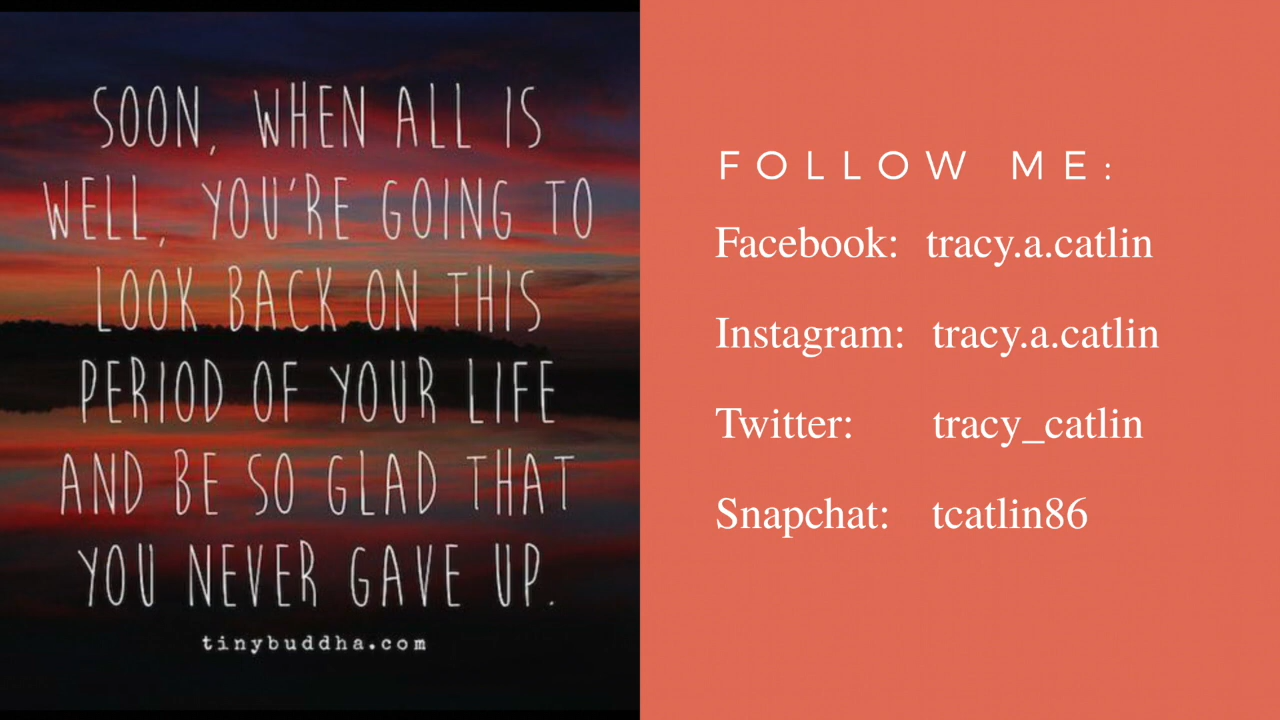 SOON, WHEN ALL IS
WELL, YOU'RE GOING TO
LOOK BACK ON THIS
PERIOD OF YOUR LIFE
AND BE SO GLAD THAT
YOU NEVER GAVE UP.
tinybuddha.com
FOLLOW ME:
Facebook: tracy.a.catlin
Instagram: tracy.a.catlin
Twitter: tracy_catlin
Snapchat: tcatlin86